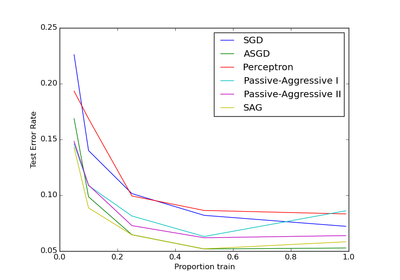 0.25
0.20
0.15
0.10
0.05
Test Error Rate
SGD
ASGD
Perceptron
Passive-Aggressive I
Passive-Aggressive II
SAG
0.0 0.2 0.4 0.6 0.8 1.0
Proportion train